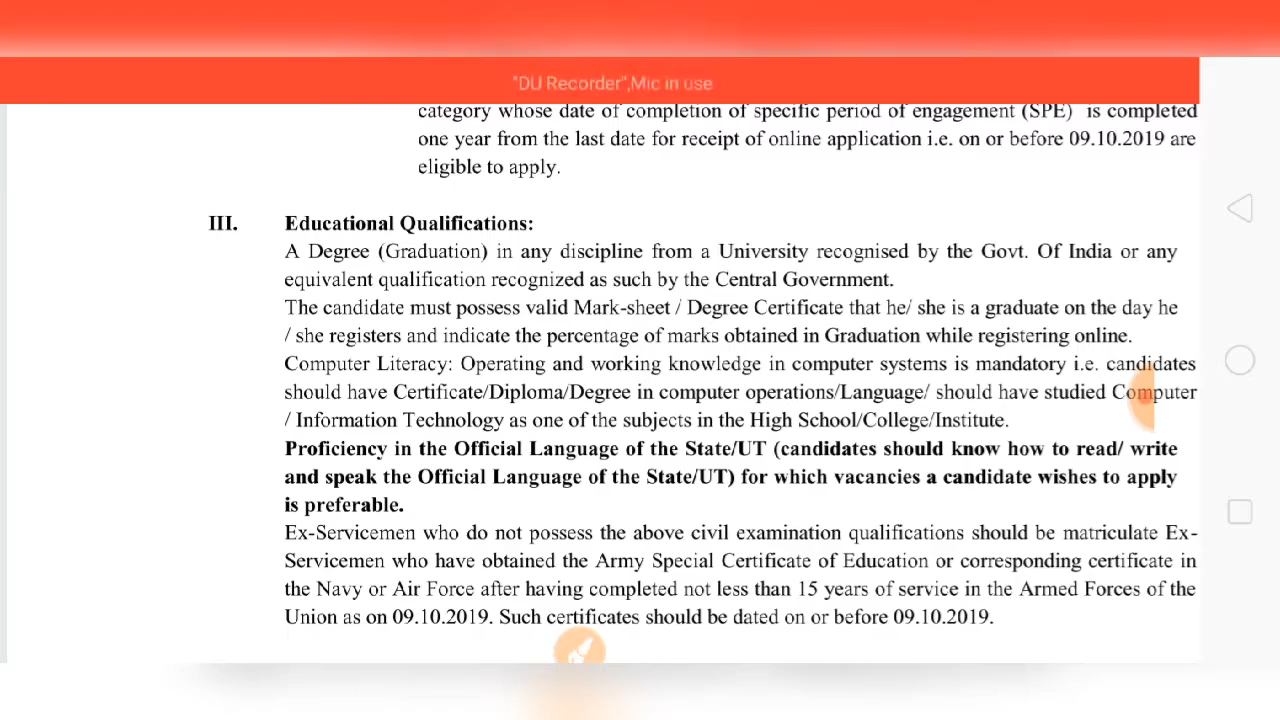 "DU Recorder",Mic in use
category whose date of completion of specific period of engagement (SPE) is completed
one year from the last date for receipt of online application i.e. on or before 09.10.2019 are
eligible to apply.
III. Educational Qualifications:
A Degree (Graduation) in any discipline from a University recognised by the Govt. Of India or any
equivalent qualification recognized as such by the Central Government.
The candidate must possess valid Mark-sheet / Degree Certificate that he/ she is a graduate on the day he
/ she registers and indicate the percentage of marks obtained in Graduation while registering online.
Computer Literacy: Operating and working knowledge in computer systems is mandatory i.e. candidates
should have Certificate/Diploma/Degree in computer operations/Language/ should have studied Computer
/ Information Technology as one of the subjects in the High School/College/Institute.
Proficiency in the Official Language of the State/UT (candidates should know how to read/ write
and speak the Official Language of the State/UT) for which vacancies a candidate wishes to apply
is preferable.
Ex-Servicemen who do not possess the above civil examination qualifications should be matriculate Ex-
Servicemen who have obtained the Army Special Certificate of Education or corresponding certificate in
the Navy or Air Force after having completed not less than 15 years of service in the Armed Forces of the
Union as on 09.10.2019. Such certificates should be dated on or before 09.10.2019.